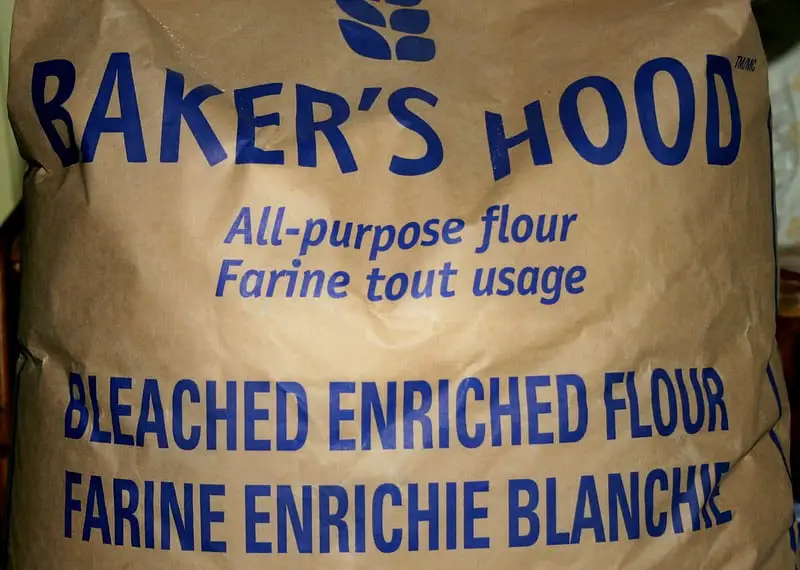 BAKER'S HOOD TM/MC
All-purpose flour
Farine tout usage
BLEACHED ENRICHED FLOUR
FARINE ENRICHIE BLANCHIE